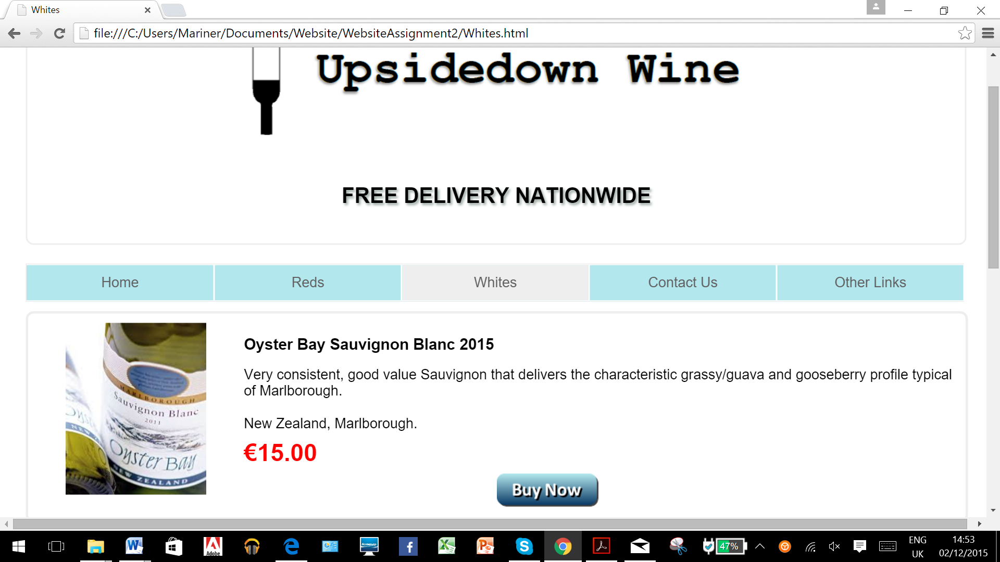 Whites
file:///C:/Users/Mariner/Documents/Website/WebsiteAssignment2/Whites.html
Upsidedown Wine
FREE DELIVERY NATIONWIDE
Home
Reds
Whites
Contact Us
Other Links
MARLBOROUGH
Sauvignon Blanc
2011
OYSTER BAY
NEW ZEALAND
Oyster Bay Sauvignon Blanc 2015
Very consistent, good value Sauvignon that delivers the characteristic grassy/guava and gooseberry profile typical
of Marlborough.
New Zealand, Marlborough.
€15.00
Buy Now
Adobe
lenovo
47%
ENG
UK
14:53
02/12/2015